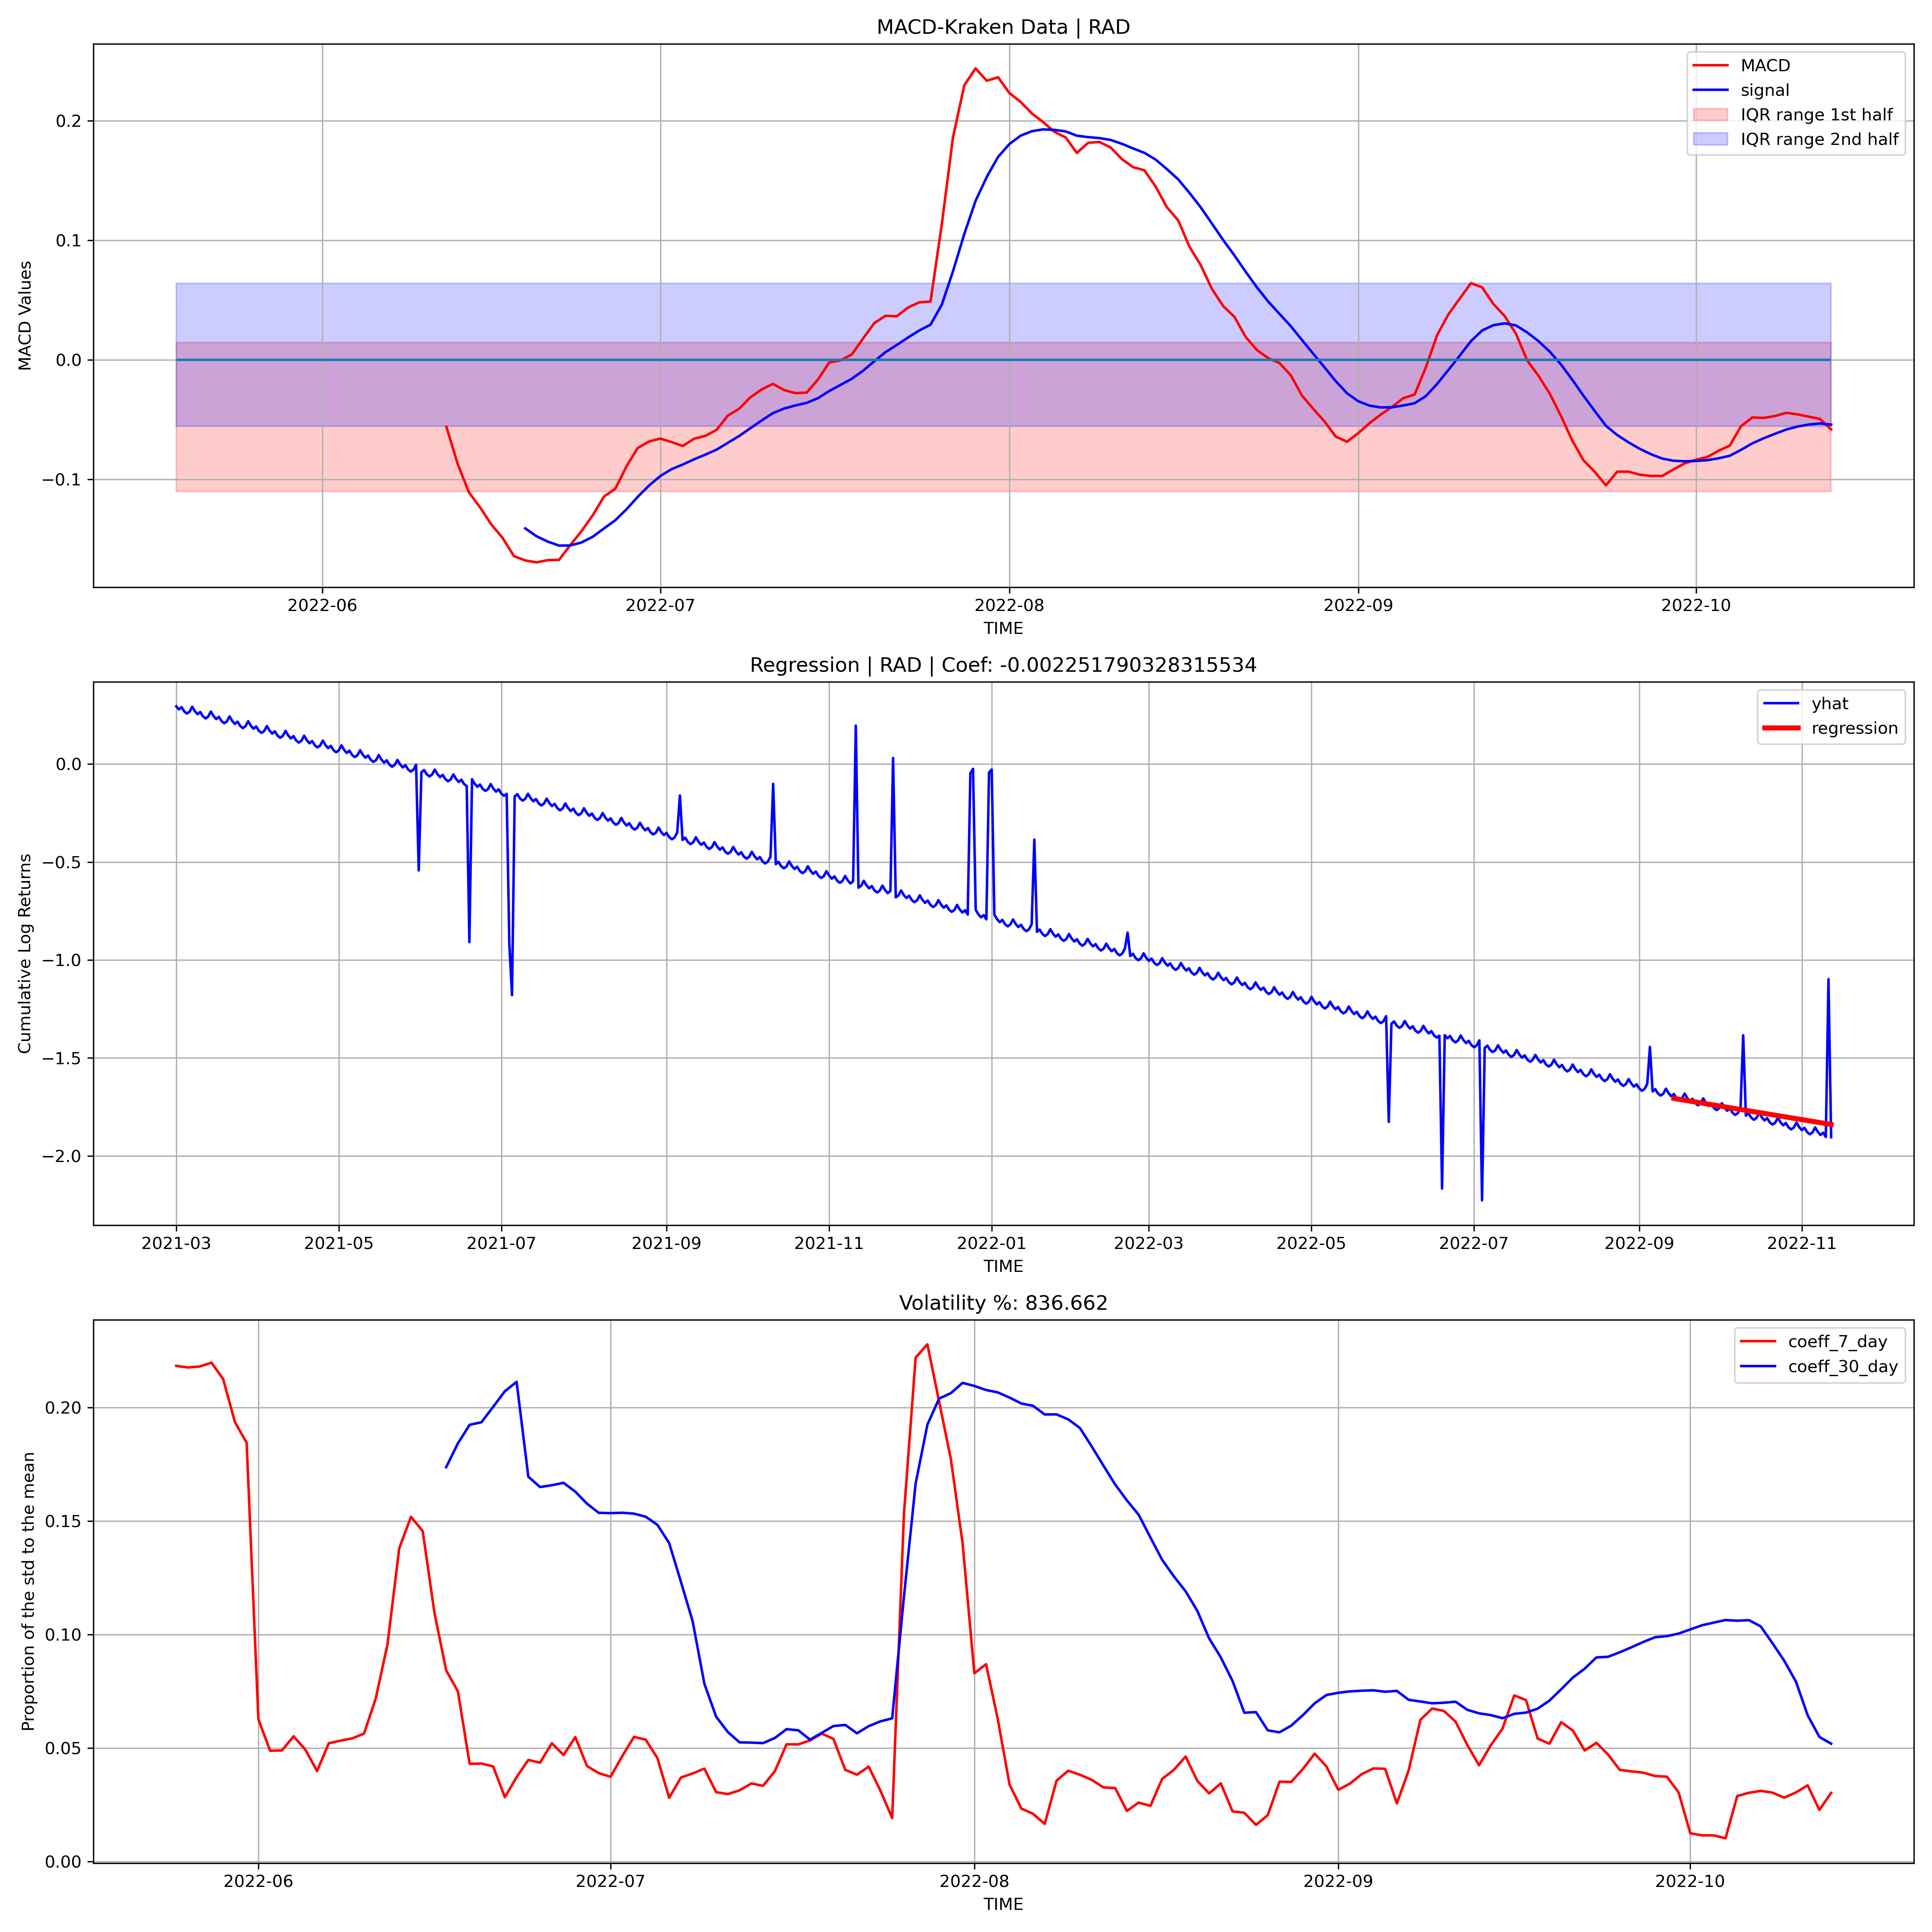 MACD-Kraken Data | RAD
MACD Values
0.2
0.1
0.0
−0.1
MACD
signal
IQR range 1st half
IQR range 2nd half
2022-06 2022-07 2022-08 2022-09 2022-10
TIME
Regression | RAD | Coef: -0.002251790328315534
Cumulative Log Returns
0.0
−0.5
−1.0
−1.5
−2.0
yhat
regression
2021-03 2021-05 2021-07 2021-09 2021-11 2022-01 2022-03 2022-05 2022-07 2022-09 2022-11
TIME
Volatility %: 836.662
Proportion of the std to the mean
0.20
0.15
0.10
0.05
0.00
coeff_7_day
coeff_30_day
2022-06 2022-07 2022-08 2022-09 2022-10
TIME